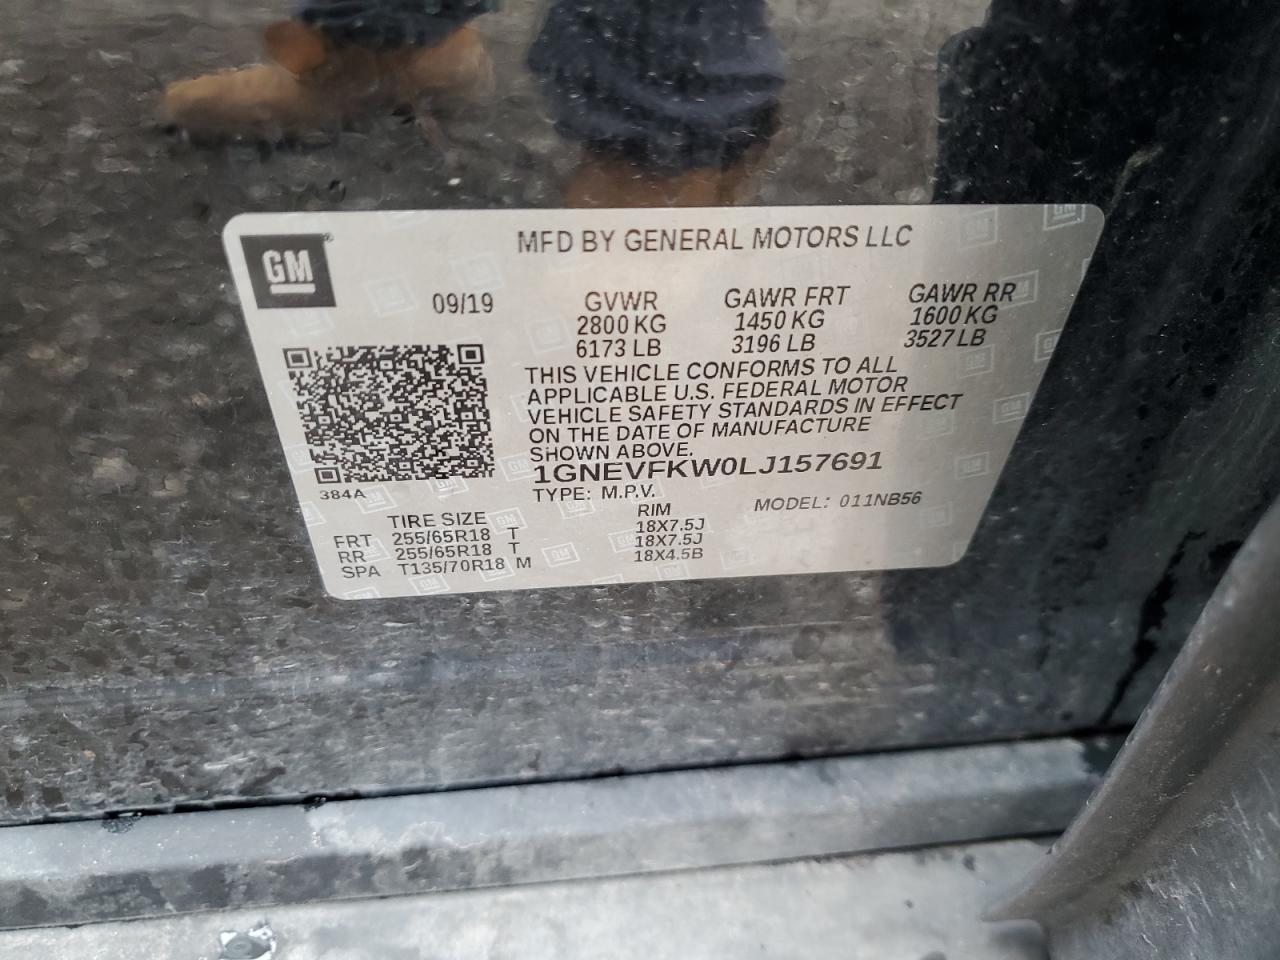 GM
MFD BY GENERAL MOTORS LLC
09/19
GVWR GAWR FRT GAWR RR
2800 KG 1450 KG 1600 KG
6173 LB 3196 LB 3527 LB
THIS VEHICLE CONFORMS TO ALL
APPLICABLE U.S. FEDERAL MOTOR
VEHICLE SAFETY STANDARDS IN EFFECT
ON THE DATE OF MANUFACTURE
SHOWN ABOVE.
1GNEVFKW0LJ157691
384A
TYPE: M.P.V. MODEL: 011NB56
TIRE SIZE RIM
FRT 255/65R18 T 18X7.5J
RR 255/65R18 T 18X7.5J
SPA T135/70R18 M 18X4.5B